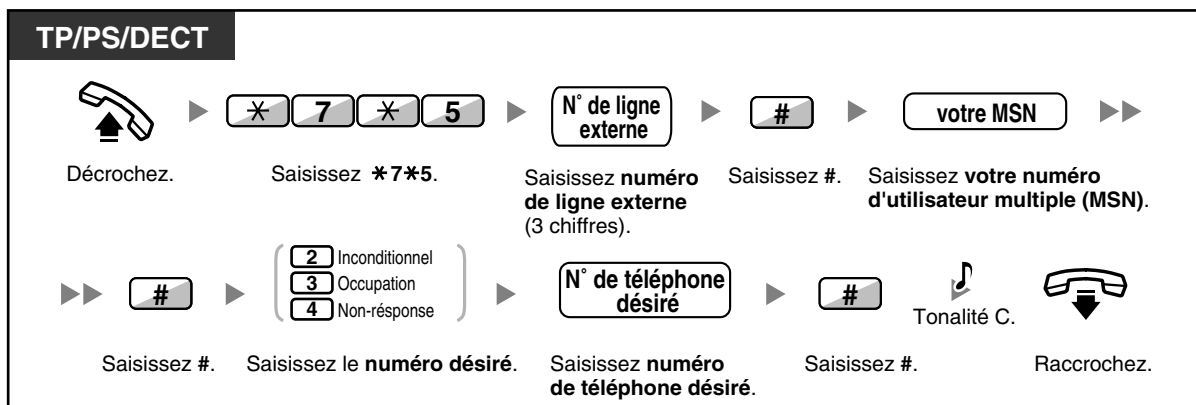 TP/PS/DECT
✳ 7 ✳ 5
N° de ligne
externe
#
votre MSN
Décrochez.
Saisissez ✳7✳5.
Saisissez numéro
de ligne externe
(3 chiffres).
Saisissez #.
Saisissez votre numéro
d'utilisateur multiple (MSN).
#
2 Inconditionnel
3 Occupation
4 Non-résponse
N° de téléphone
désiré
#
Tonalité C.
Saisissez #.
Saisissez le numéro désiré.
Saisissez numéro
de téléphone désiré.
Saisissez #.
Raccrochez.